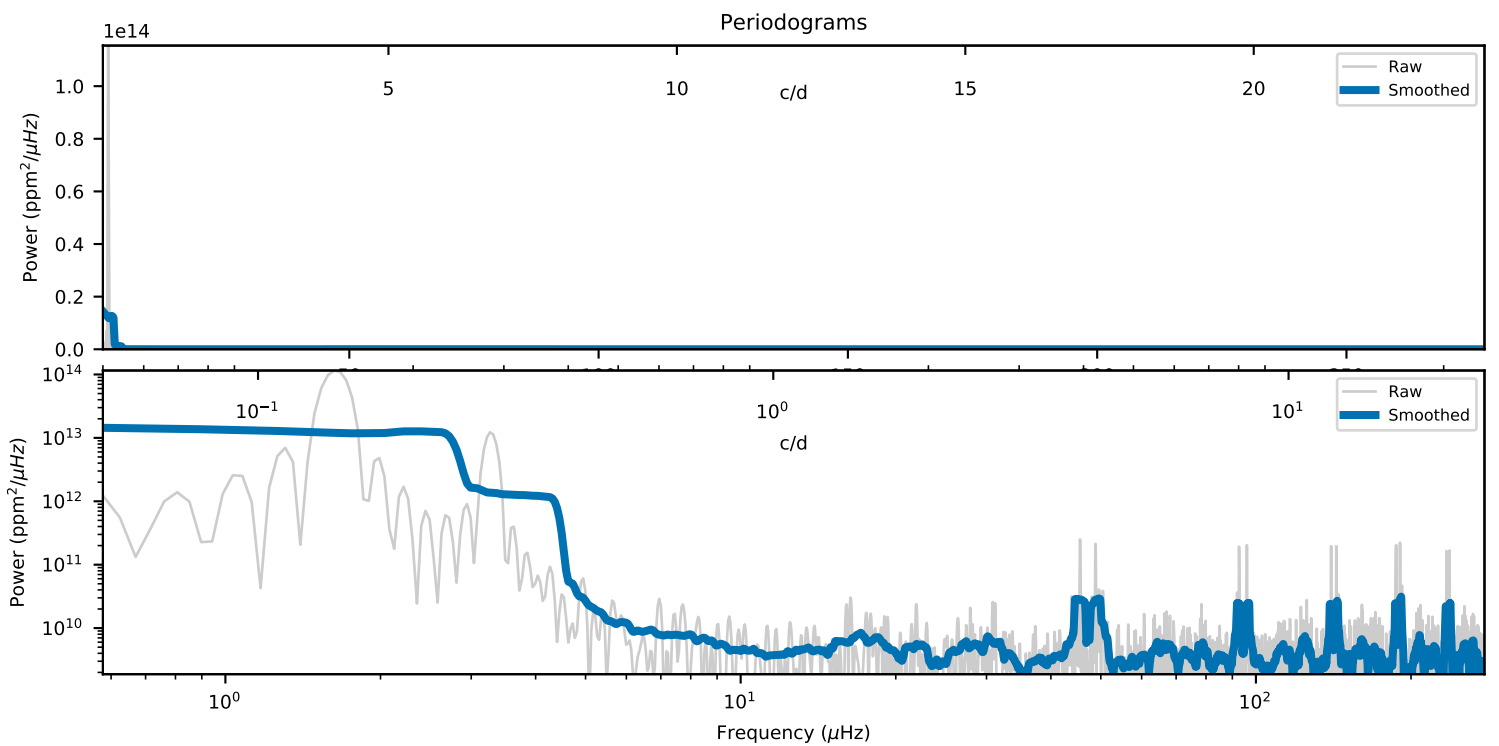 Periodograms
1e14
Power (ppm²/μHz)
1.0
0.8
0.6
0.4
0.2
0.0
5
10
15
20
c/d
Raw
Smoothed
Power (ppm²/μHz)
10¹⁴
10¹³
10¹²
10¹¹
10¹⁰
10⁻¹
10⁰
10¹
c/d
Raw
Smoothed
10⁰
10¹
10²
Frequency (μHz)